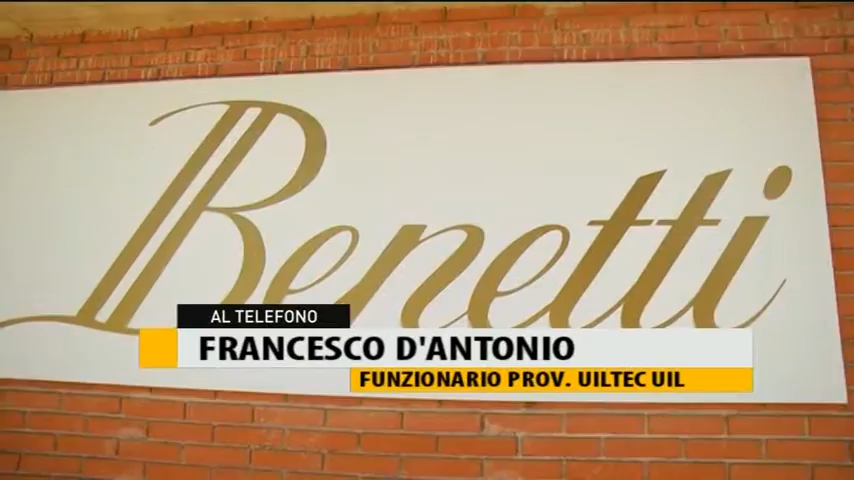 Benetti
AL TELEFONO
FRANCESCO D'ANTONIO
FUNZIONARIO PROV. UILTEC UIL